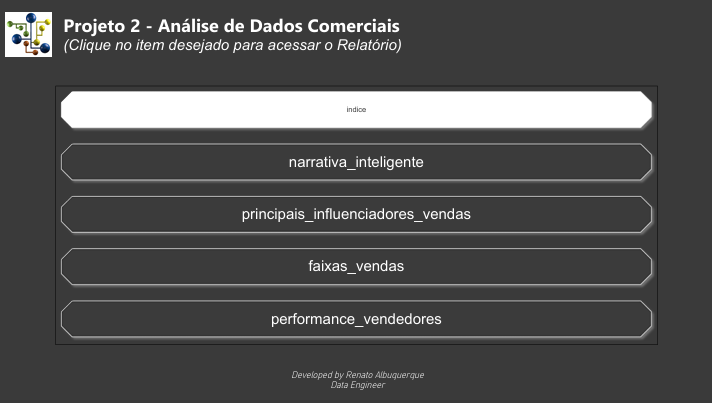 Projeto 2 - Análise de Dados Comerciais
(Clique no item desejado para acessar o Relatório)
indice
narrativa_inteligente
principais_influenciadores_vendas
faixas_vendas
performance_vendedores
Developed by Renato Albuquerque
Data Engineer